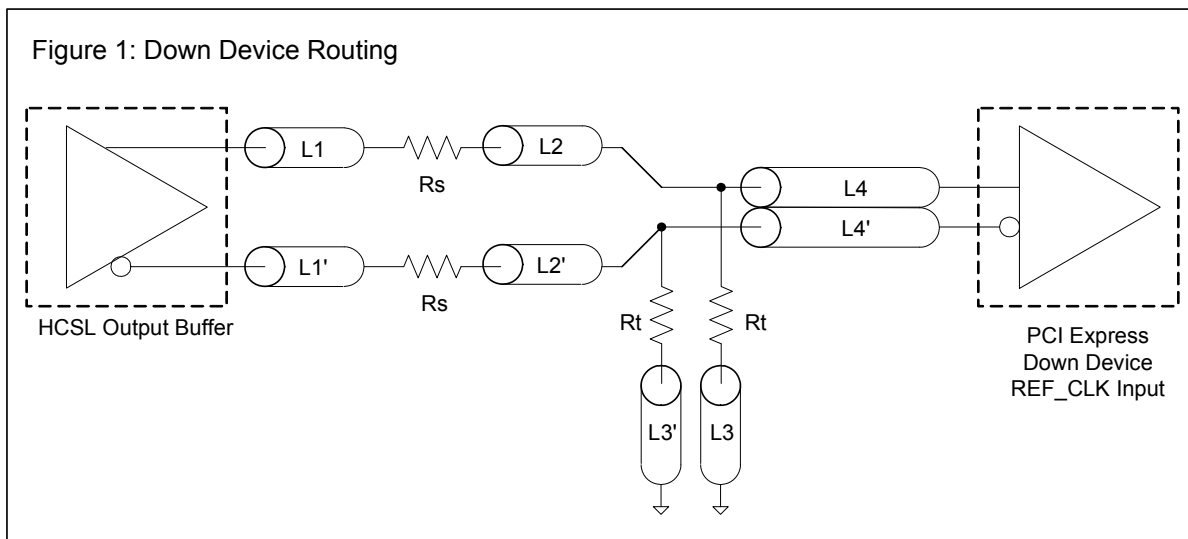 Figure 1: Down Device Routing
L1
Rs
L2
L4
L4'
L1'
Rs
L2'
HCSL Output Buffer
Rt
Rt
L3'
L3
PCI Express
Down Device
REF_CLK Input